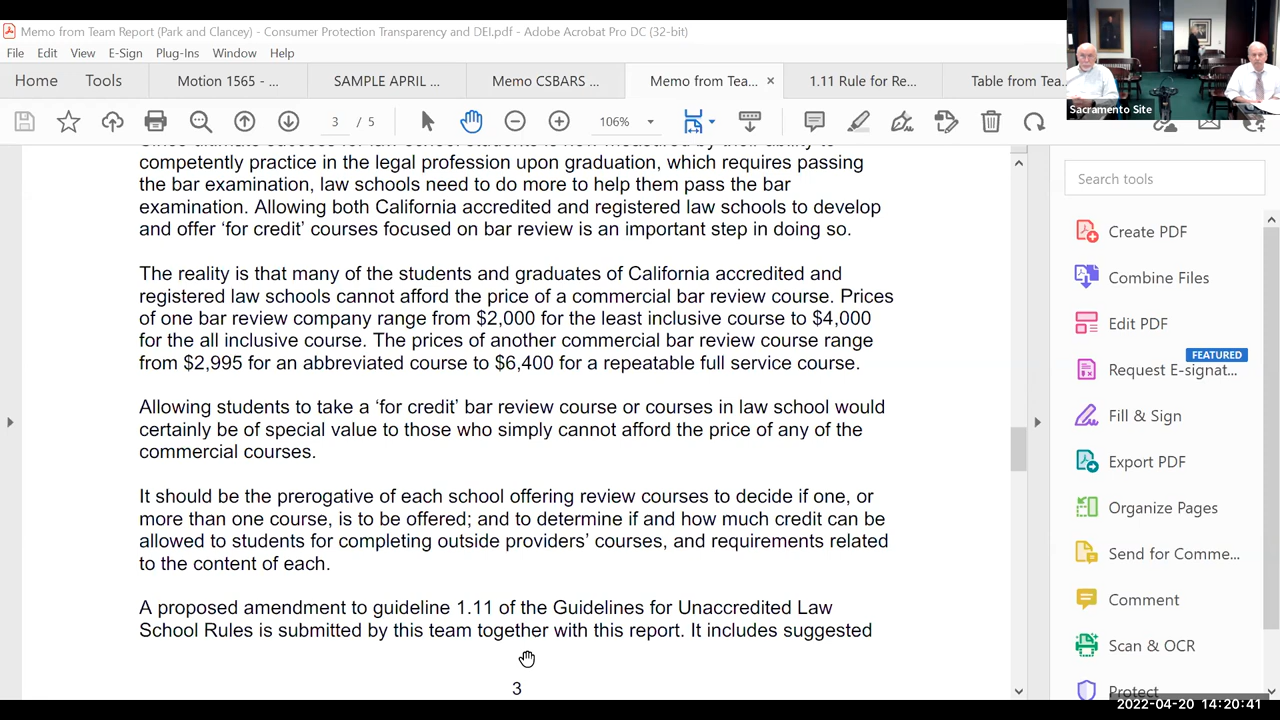 Memo from Team Report (Park and Clancey) - Consumer Protection Transparency and DEI.pdf - Adobe Acrobat Pro DC (32-bit)
File Edit View E-Sign Plug-Ins Window Help
Home Tools Motion 1565 - ... SAMPLE APRIL Memo CSBARS ... Memo from Tea... × 1.11 Rule for Re... Table from Tea...
Sacramento Site
3 / 106%
competently practice in the legal profession upon graduation, which requires passing
the bar examination, law schools need to do more to help them pass the bar
examination. Allowing both California accredited and registered law schools to develop
and offer ‘for credit’ courses focused on bar review is an important step in doing so.
The reality is that many of the students and graduates of California accredited and
registered law schools cannot afford the price of a commercial bar review course. Prices
of one bar review company range from $2,000 for the least inclusive course to $4,000
for the all inclusive course. The prices of another commercial bar review course range
from $2,995 for an abbreviated course to $6,400 for a repeatable full service course.
Allowing students to take a ‘for credit’ bar review course or courses in law school would
certainly be of special value to those who simply cannot afford the price of any of the
commercial courses.
It should be the prerogative of each school offering review courses to decide if one, or
more than one course, is to be offered; and to determine if and how much credit can be
allowed to students for completing outside providers’ courses, and requirements related
to the content of each.
A proposed amendment to guideline 1.11 of the Guidelines for Unaccredited Law
School Rules is submitted by this team together with this report. It includes suggested
3
Search tools
Create PDF
Combine Files
Edit PDF
FEATURED
Request E-signat...
Fill & Sign
Export PDF
Organize Pages
Send for Comme...
Comment
Scan & OCR
Protect
2022-04-20 14:20:41